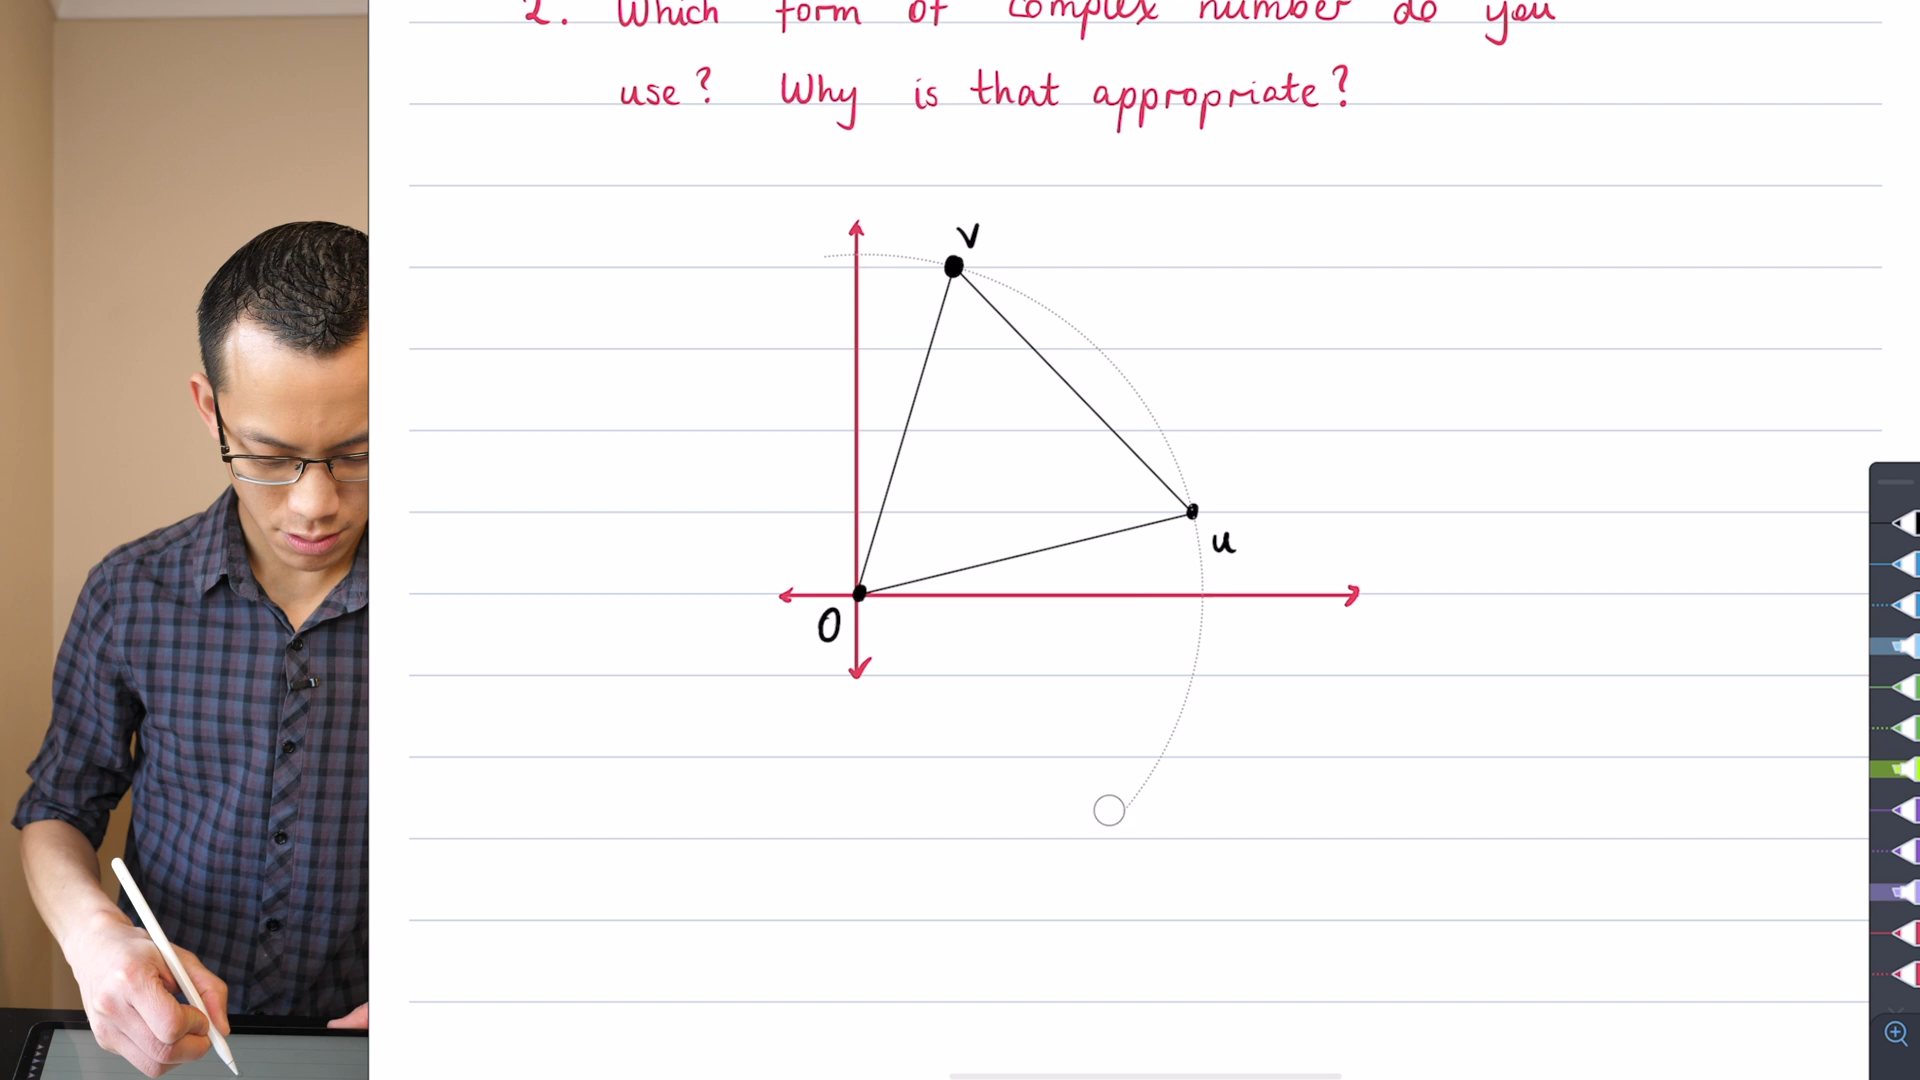 2. Which form of complex number do you
use? Why is that appropriate?
v
u
0